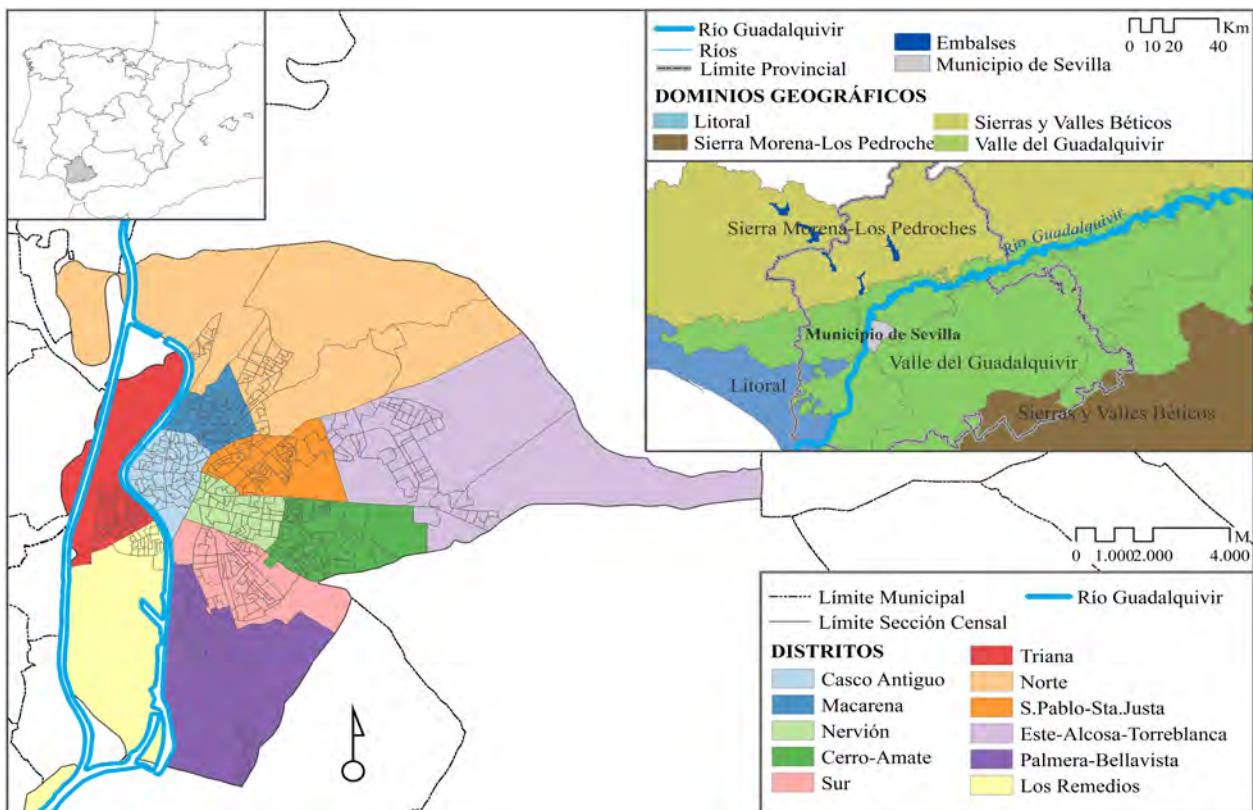 Río Guadalquivir
Ríos
Límite Provincial
Embalses
Municipio de Sevilla
Km
0 10 20 40
DOMINIOS GEOGRÁFICOS
Litoral
Sierra Morena-Los Pedroche
Sierras y Valles Béticos
Valle del Guadalquivir
Sierra Morena-Los Pedroches
Río Guadalquivir
Municipio de Sevilla
Valle del Guadalquivir
Litoral
Sierras y Valles Béticos
M
0 1.000 2.000 4.000
Límite Municipal
Río Guadalquivir
Límite Sección Censal
DISTRITOS
Casco Antiguo
Macarena
Nervión
Cerro-Amate
Sur
Triana
Norte
S.Pablo-Sta.Justa
Este-Alcosa-Torreblanca
Palmera-Bellavista
Los Remedios